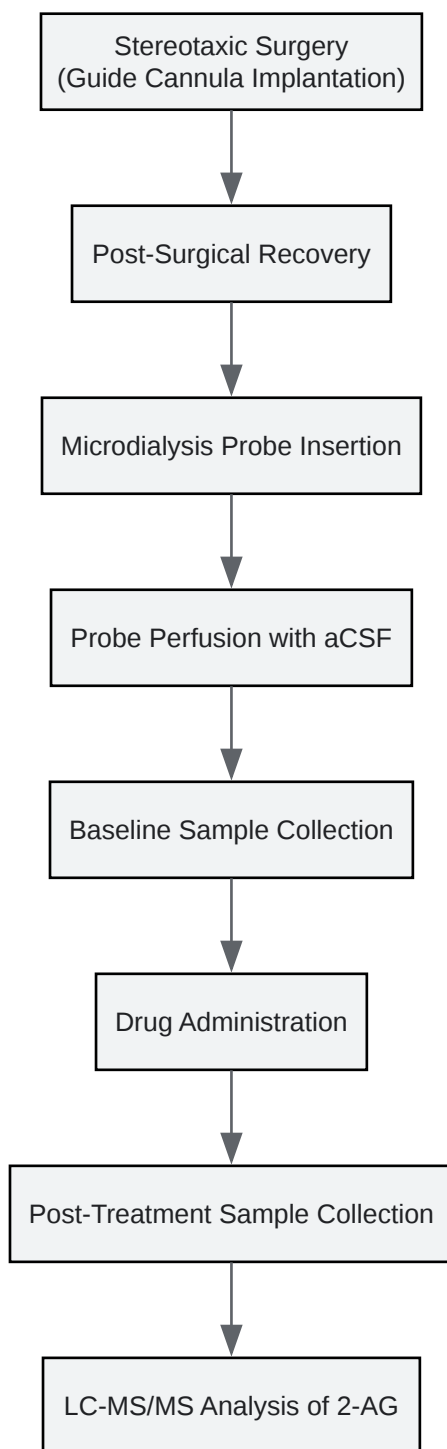 Stereotaxic Surgery
(Guide Cannula Implantation)
Post-Surgical Recovery
Microdialysis Probe Insertion
Probe Perfusion with aCSF
Baseline Sample Collection
Drug Administration
Post-Treatment Sample Collection
LC-MS/MS Analysis of 2-AG